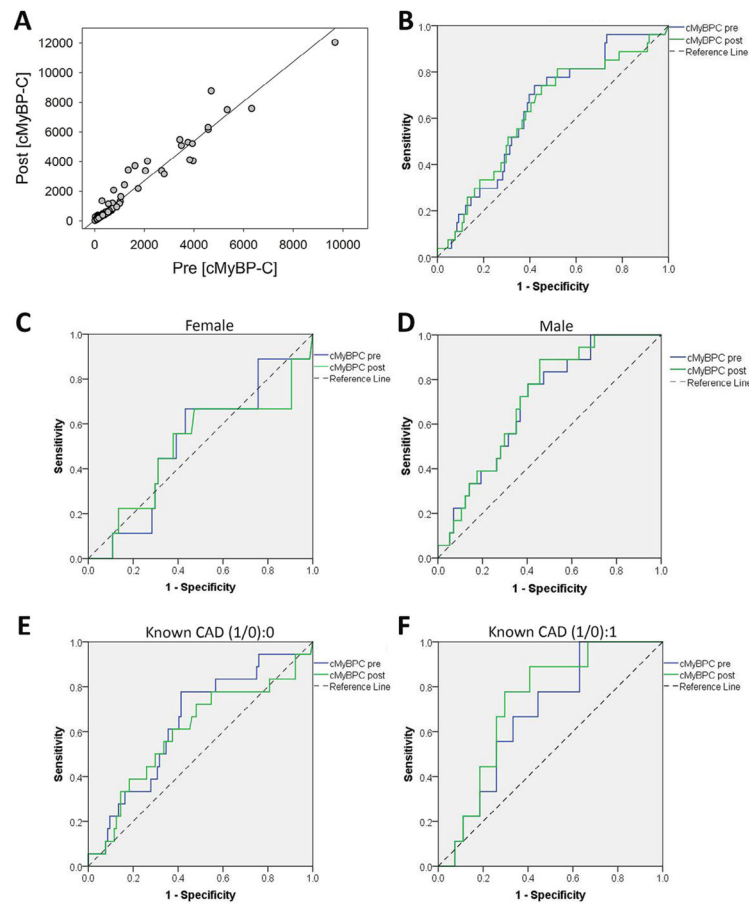 A
12000
10000
8000
6000
4000
2000
0
Post [cMyBP-C]
0 2000 4000 6000 8000 10000
Pre [cMyBP-C]
B
1.0
0.8
0.6
0.4
0.2
0.0
Sensitivity
0.0 0.2 0.4 0.6 0.8 1.0
1 - Specificity
cMyBPC pre
cMyBPC post
Reference Line
C
Female
1.0
0.8
0.6
0.4
0.2
0.0
Sensitivity
0.0 0.2 0.4 0.6 0.8 1.0
1 - Specificity
cMyBPC pre
cMyBPC post
Reference Line
D
Male
1.0
0.8
0.6
0.4
0.2
0.0
Sensitivity
0.0 0.2 0.4 0.6 0.8 1.0
1 - Specificity
cMyBPC pre
cMyBPC post
Reference Line
E
Known CAD (1/0):0
1.0
0.8
0.6
0.4
0.2
0.0
Sensitivity
0.0 0.2 0.4 0.6 0.8 1.0
1 - Specificity
cMyBPC pre
cMyBPC post
Reference Line
F
Known CAD (1/0):1
1.0
0.8
0.6
0.4
0.2
0.0
Sensitivity
0.0 0.2 0.4 0.6 0.8 1.0
1 - Specificity
cMyBPC pre
cMyBPC post
Reference Line